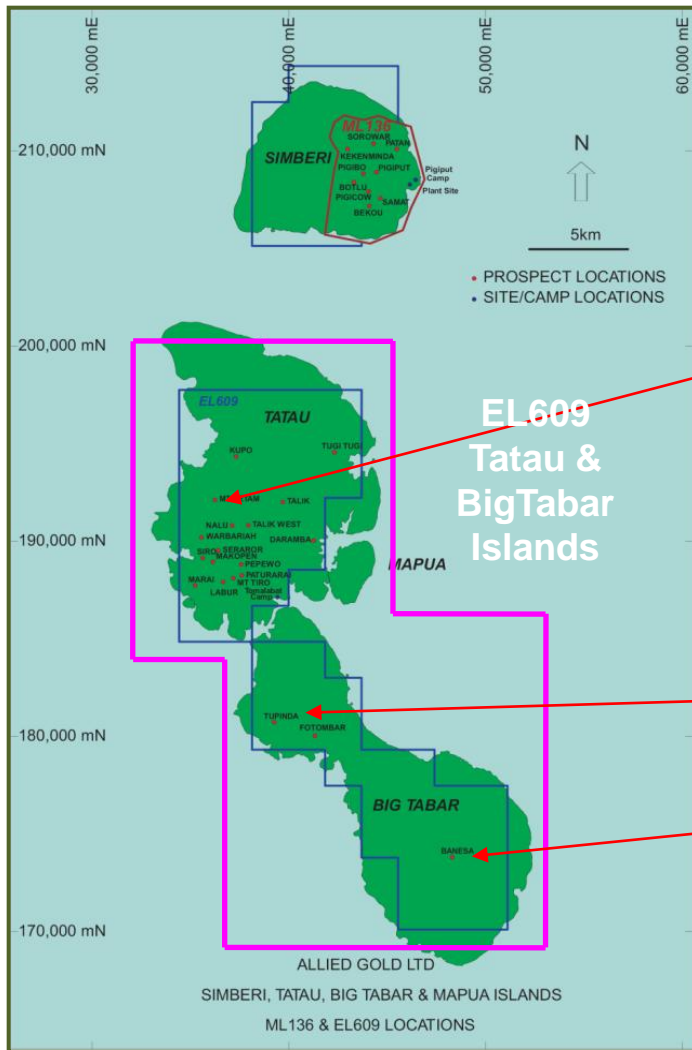 30,000 mE
40,000 mE
50,000 mE
60,000 mE
210,000 mN
ML136
SOROWAR
PATAN
KEKENMINDA
SIMBERI
PIGIBO
PIGIPUT
Pigiput
Camp
Plant Site
BOTLU
PIGICOW
SAMAT
BEKOU
N
5km
PROSPECT LOCATIONS
SITE/CAMP LOCATIONS
200,000 mN
EL609
TATAU
EL609
Tatau &
BigTabar
Islands
KUPO
TUGI TUGI
TALIK
NALU
TALIK WEST
WARBARIAH
DARAMBA
190,000 mN
SIRO
SERAROR
MAKOPEN
PEPEWO
MAPUA
MARAI
PATURARAI
MT TIRO
LABUR
Tomalabat
Camp
180,000 mN
TUPINDA
FOTOMBAR
BIG TABAR
BANESA
170,000 mN
ALLIED GOLD LTD
SIMBERI, TATAU, BIG TABAR & MAPUA ISLANDS
ML136 & EL609 LOCATIONS